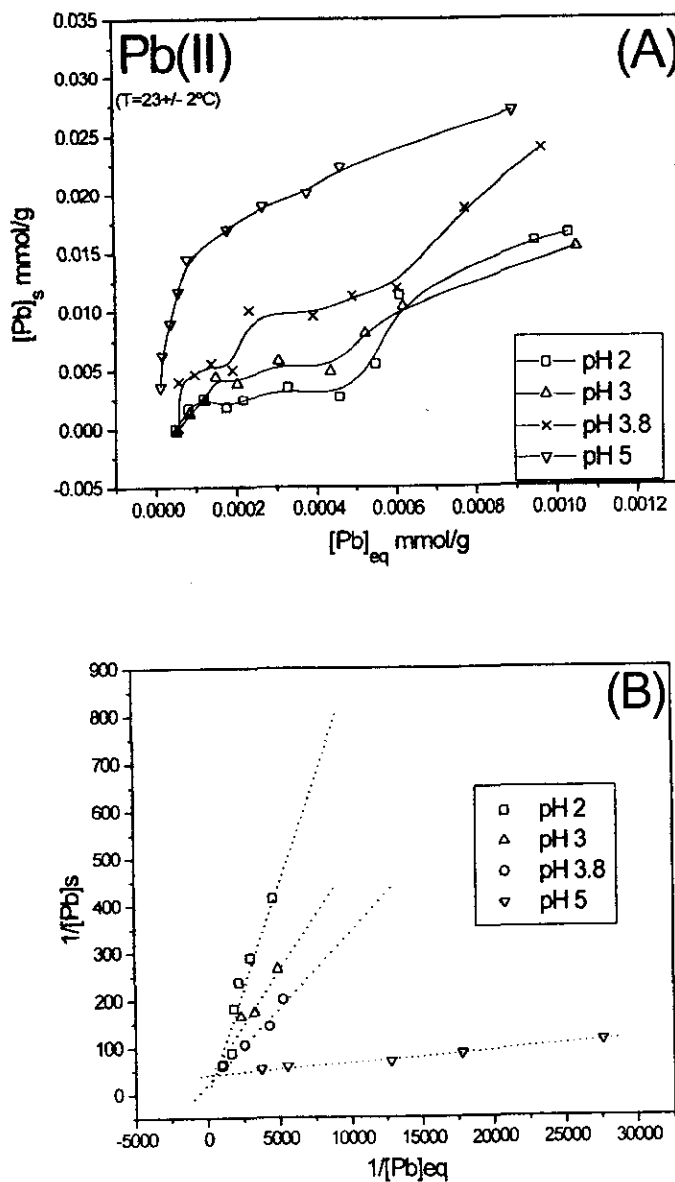 Pb(II)
(A)
(T=23+/- 2ºC)
0.035
0.030
0.025
0.020
0.015
0.010
0.005
0.000
-0.005
[Pb]s mmol/g
pH 2
pH 3
pH 3.8
pH 5
0.0000 0.0002 0.0004 0.0006 0.0008 0.0010 0.0012
[Pb]eq mmol/g
(B)
900
800
700
600
500
400
300
200
100
0
1/[Pb]s
pH 2
pH 3
pH 3.8
pH 5
-5000 0 5000 10000 15000 20000 25000 30000
1/[Pb]eq